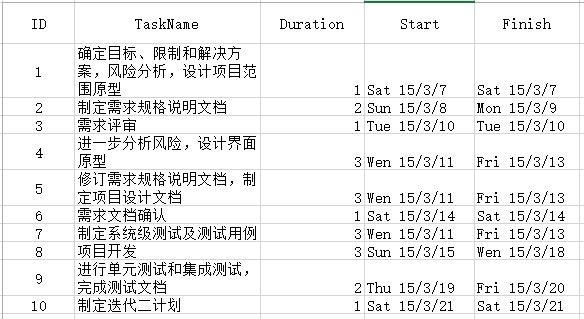 ID TaskName Duration Start Finish
确定目标、限制和解决方
案，风险分析，设计项目范
1 围原型 1 Sat 15/3/7 Sat 15/3/7
2 制定需求规格说明文档 2 Sun 15/3/8 Mon 15/3/9
3 需求评审 1 Tue 15/3/10 Tue 15/3/10
进一步分析风险，设计界面
4 原型 3 Wen 15/3/11 Fri 15/3/13
修订需求规格说明文档，制
5 定项目设计文档 3 Wen 15/3/11 Fri 15/3/13
6 需求文档确认 1 Sat 15/3/14 Sat 15/3/14
7 制定系统级测试及测试用例 3 Wen 15/3/11 Fri 15/3/13
8 项目开发 3 Sun 15/3/15 Wen 15/3/18
进行单元测试和集成测试，
9 完成测试文档 2 Thu 15/3/19 Fri 15/3/20
10 制定迭代二计划 1 Sat 15/3/21 Sat 15/3/21